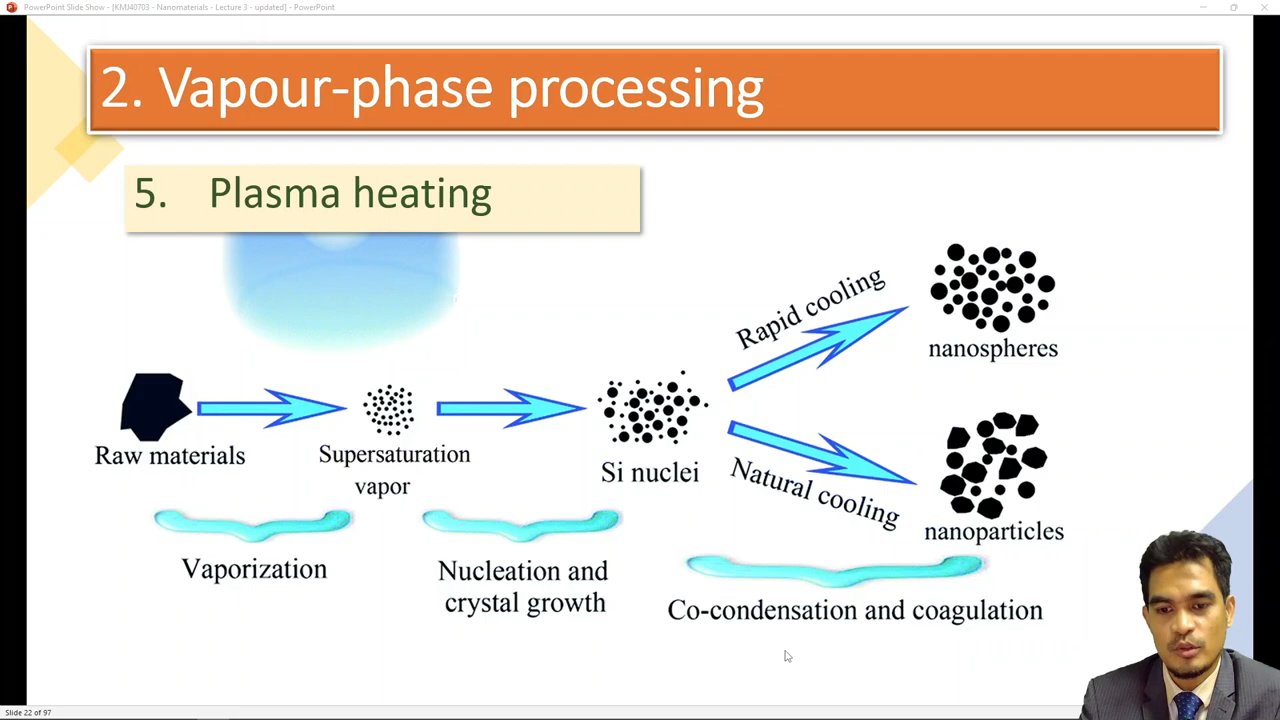 PowerPoint Slide Show - [KMJ40703 - Nanomaterials - Lecture 3 - updated] - PowerPoint
2. Vapour-phase processing
5. Plasma heating
Rapid cooling
nanospheres
Raw materials
Supersaturation
vapor
Si nuclei
Natural cooling
nanoparticles
Vaporization
Nucleation and
crystal growth
Co-condensation and coagulation
Slide 22 of 97